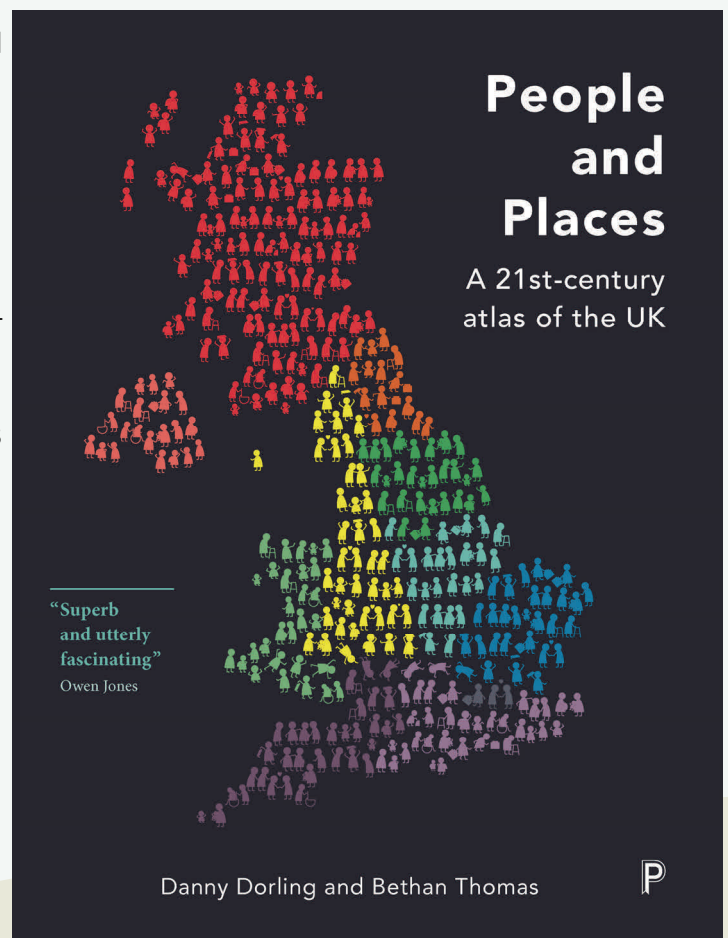 People
and
Places
A 21st-century
atlas of the UK
“Superb
and utterly
fascinating”
Owen Jones
Danny Dorling and Bethan Thomas
P